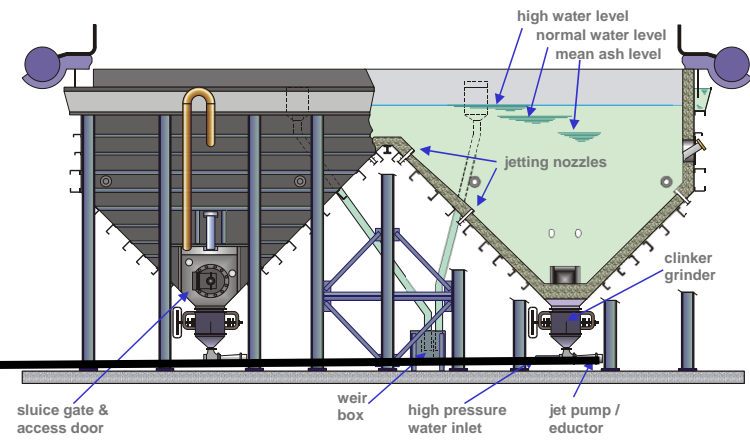 high water level
normal water level
mean ash level
jetting nozzles
clinker
grinder
sluice gate &
access door
weir
box
high pressure
water inlet
jet pump /
eductor